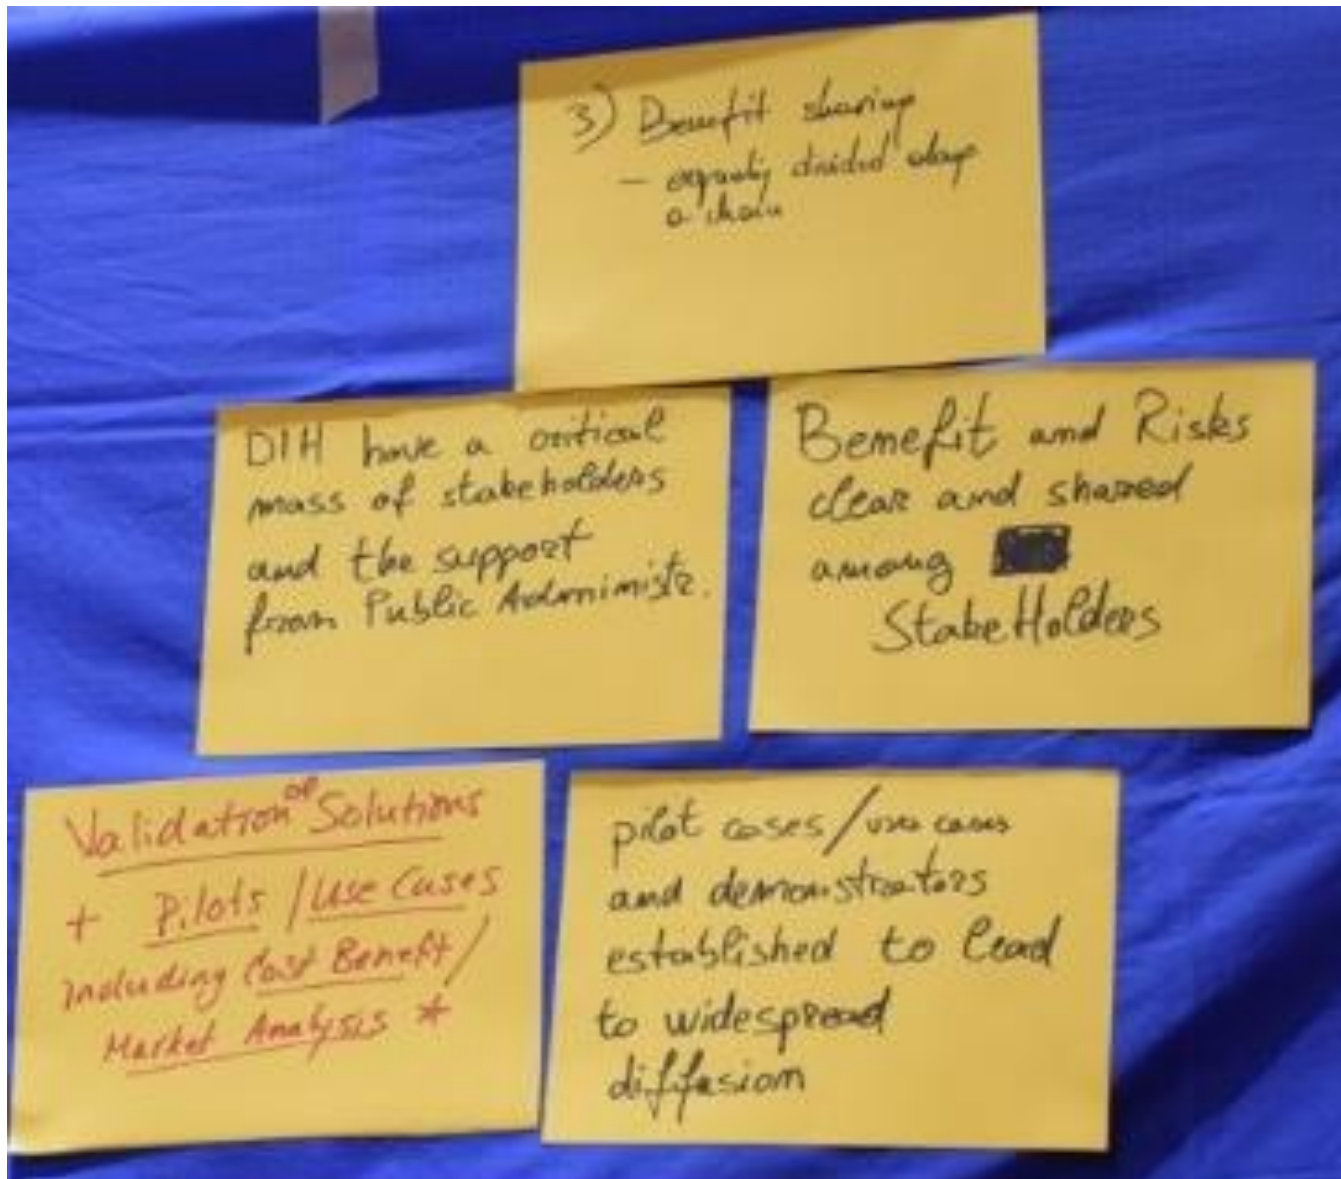 3) Benefit sharing
- equally divided along
a chain
DIH have a critical
mass of stakeholders
and the support
from Public Administr.
Benefit and Risks
clear and shared
among
StakeHolders
Validation of Solutions
+ Pilots / Use Cases
including Cost Benefit /
Market Analysis *
pilot cases/uses cases
and demonstrators
established to lead
to widespread
diffusion